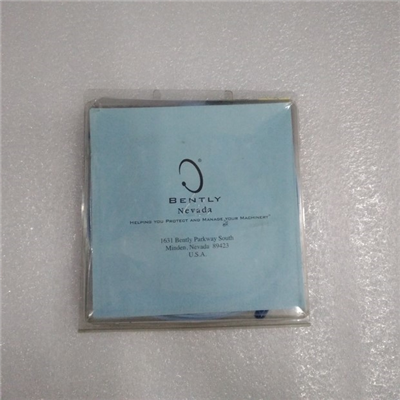 ®
BENTLY
Nevada
HELPING YOU PROTECT AND MANAGE YOUR MACHINERY®
1631 Bently Parkway South
Minden, Nevada 89423
U.S.A.